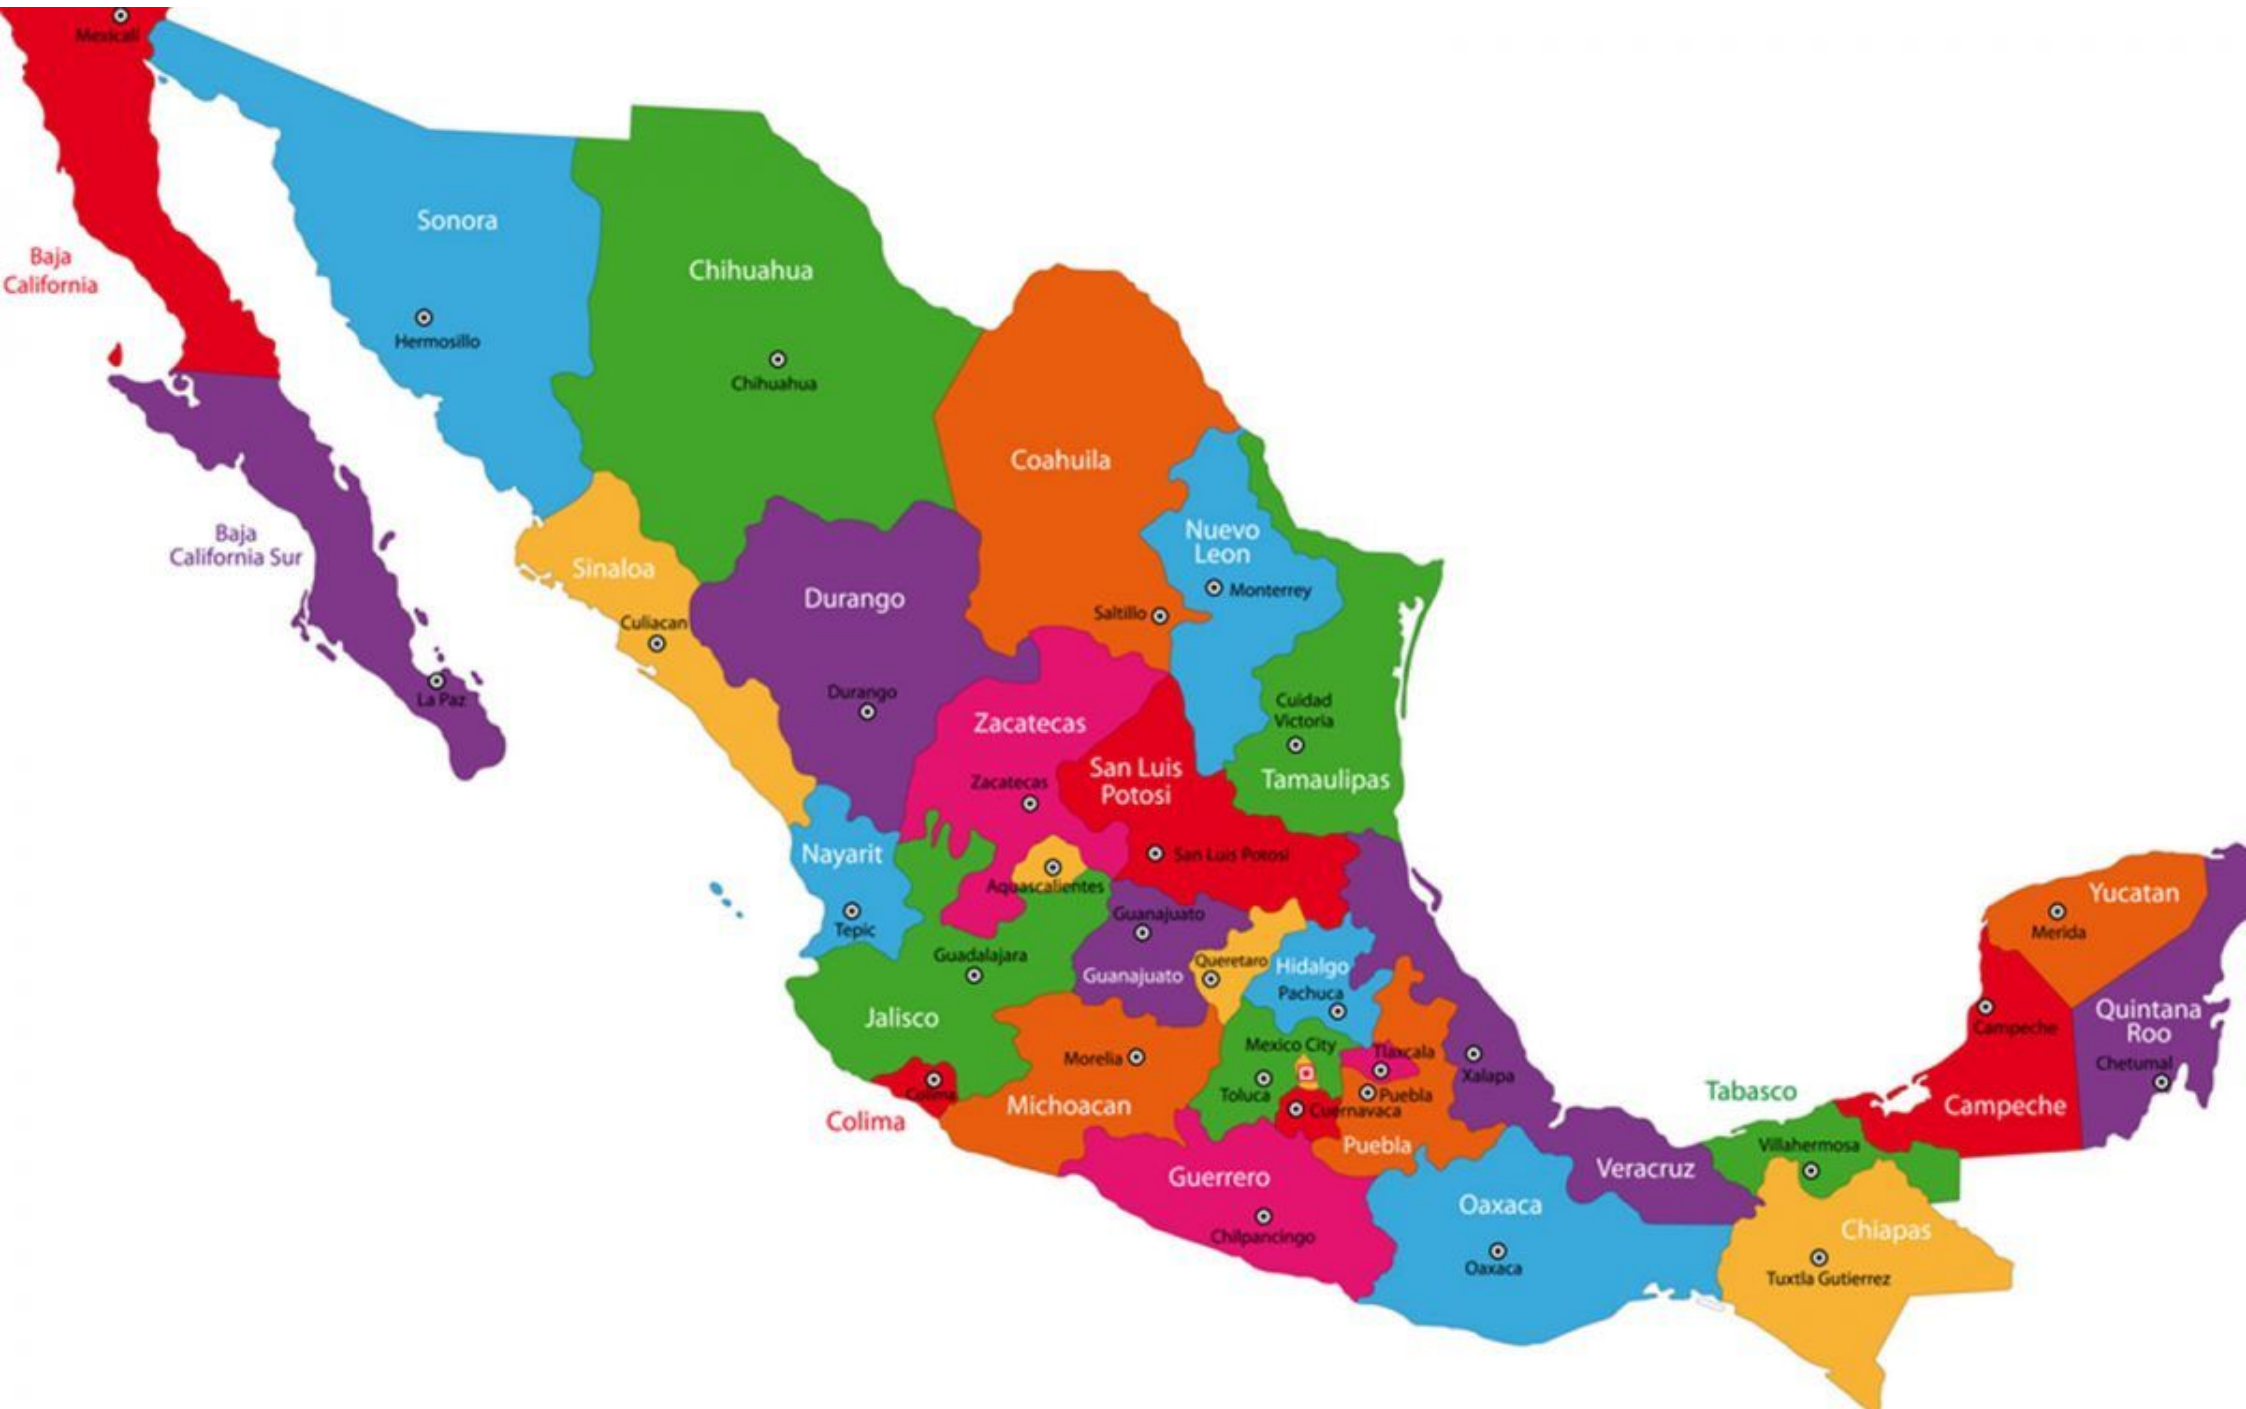 Mexicali
Baja
California
Sonora
Hermosillo
Chihuahua
Chihuahua
Baja
California Sur
La Paz
Coahuila
Saltillo
Nuevo
Leon
Monterrey
Sinaloa
Culiacan
Durango
Durango
Zacatecas
Zacatecas
San Luis
Potosi
San Luis Potosi
Cuidad
Victoria
Tamaulipas
Nayarit
Tepic
Aquascalientes
Guanajuato
Guanajuato
Guadalajara
Jalisco
Queretaro
Hidalgo
Pachuca
Colima
Colima
Morelia
Michoacan
Mexico City
Toluca
Tlaxcala
Cuernavaca
Puebla
Puebla
Xalapa
Guerrero
Chilpancingo
Oaxaca
Oaxaca
Veracruz
Tabasco
Villahermosa
Chiapas
Tuxtla Gutierrez
Yucatan
Merida
Campeche
Campeche
Quintana
Roo
Chetumal